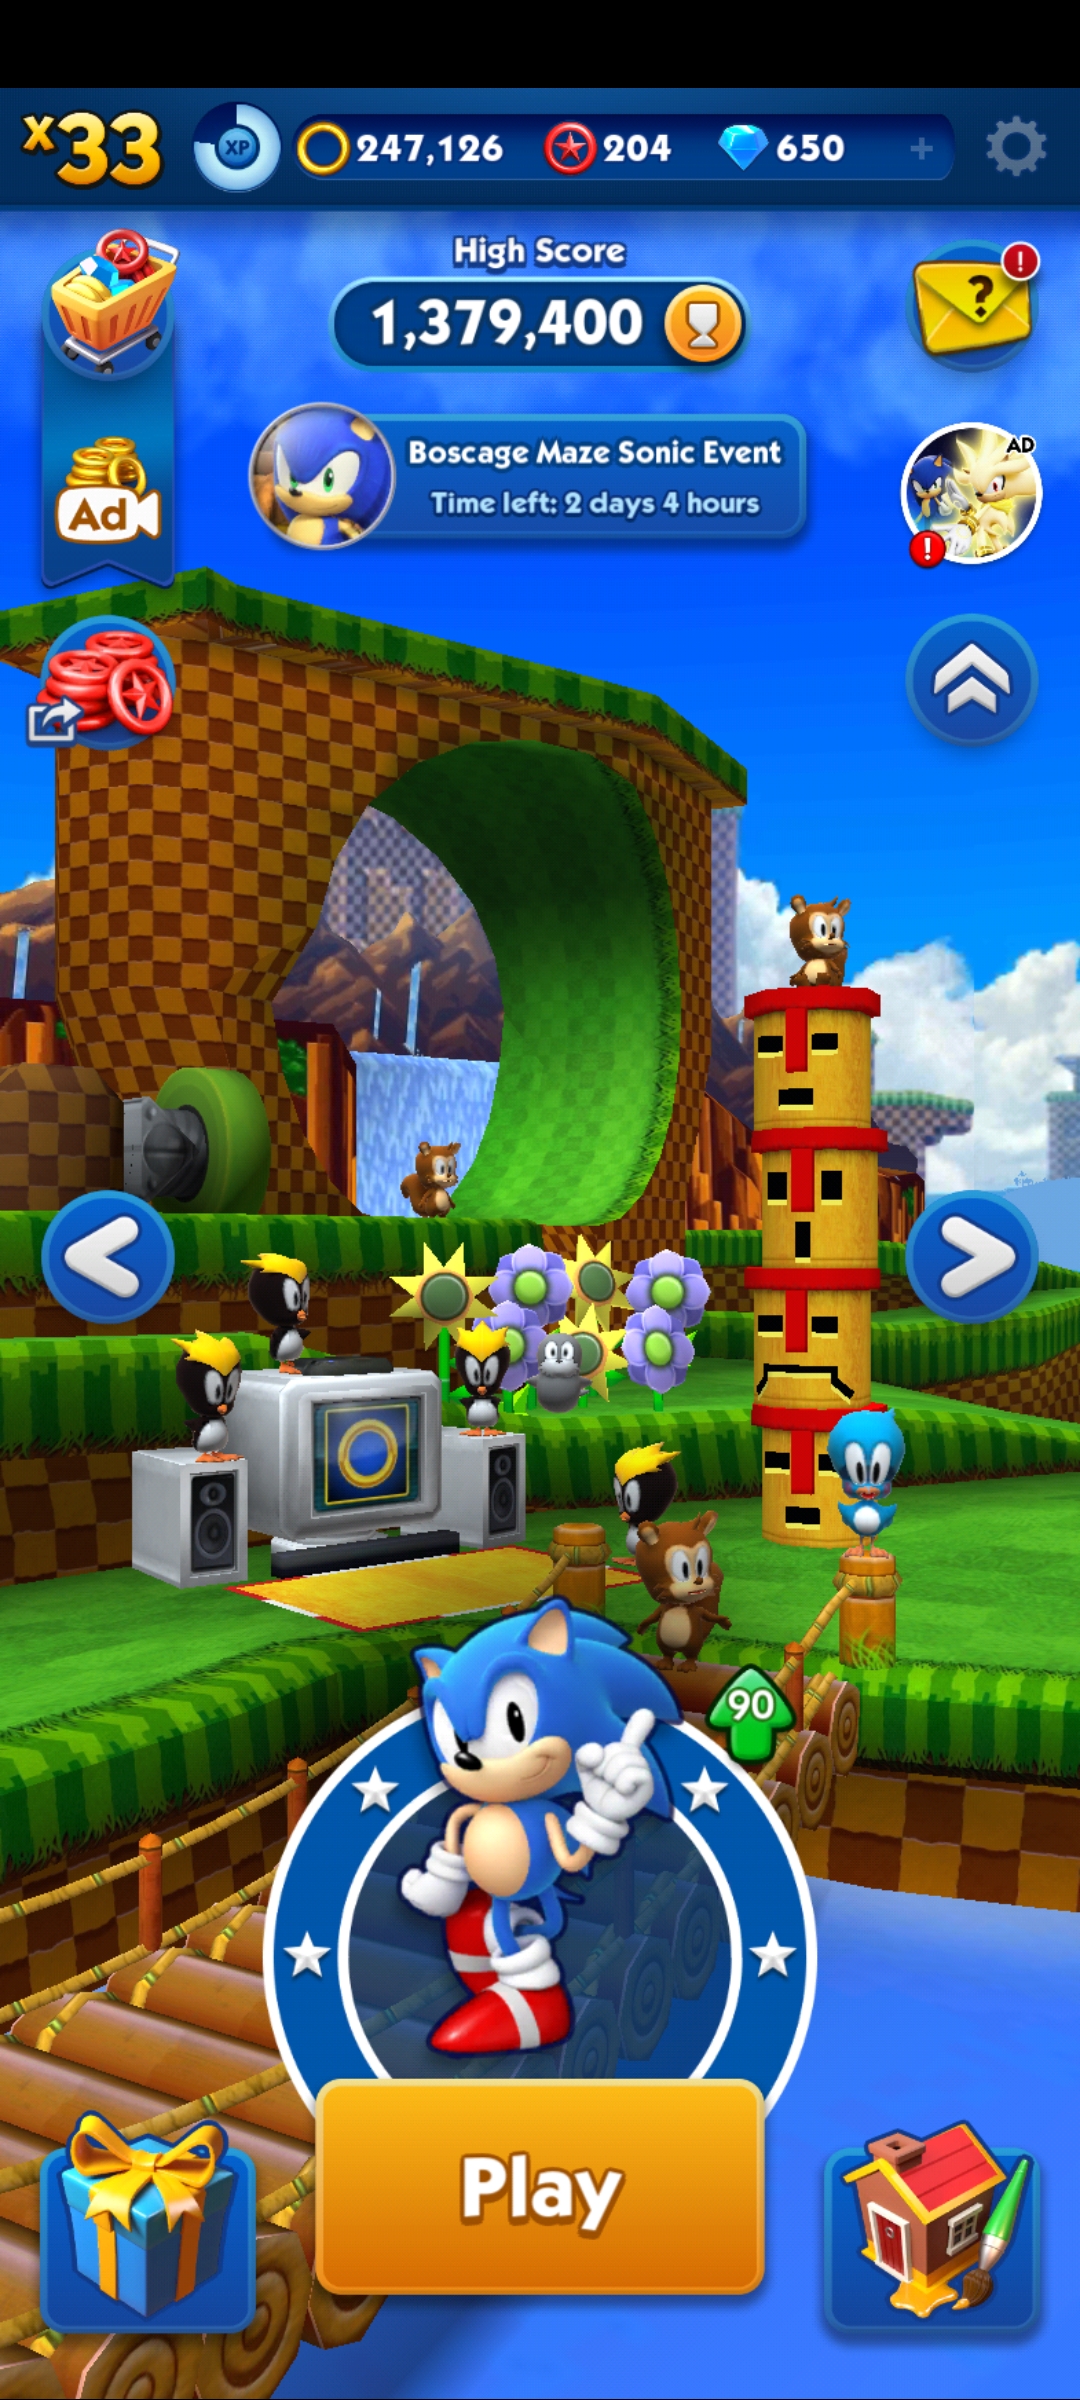 x33
XP
247,126
204
650
+
High Score
1,379,400
?
!
Boscage Maze Sonic Event
Time left: 2 days 4 hours
AD
!
Ad
90
Play